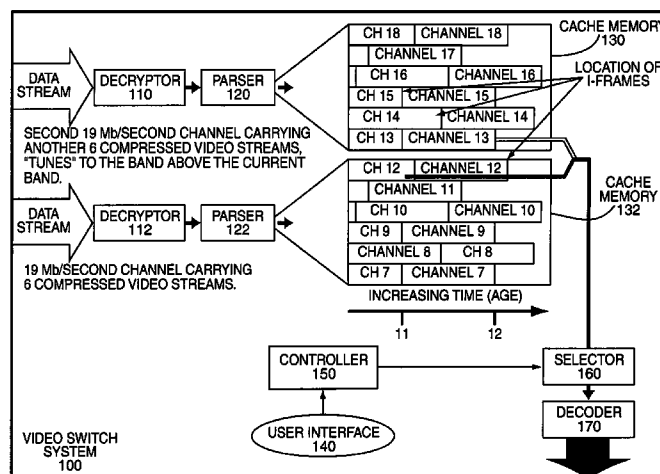 DATA
STREAM
DECRYPTOR
110
PARSER
120
SECOND 19 Mb/SECOND CHANNEL CARRYING
ANOTHER 6 COMPRESSED VIDEO STREAMS,
"TUNES" TO THE BAND ABOVE THE CURRENT
BAND.
CH 18 CHANNEL 18
CHANNEL 17
CH 16 CHANNEL 16
CH 15 CHANNEL 15
CH 14 CHANNEL 14
CH 13 CHANNEL 13
CACHE MEMORY
130
LOCATION OF
I-FRAMES
DATA
STREAM
DECRYPTOR
112
PARSER
122
19 Mb/SECOND CHANNEL CARRYING
6 COMPRESSED VIDEO STREAMS.
CH 12 CHANNEL 12
CHANNEL 11
CH 10 CHANNEL 10
CH 9 CHANNEL 9
CHANNEL 8 CH 8
CH 7 CHANNEL 7
CACHE
MEMORY
132
INCREASING TIME (AGE)
11 12
CONTROLLER
150
SELECTOR
160
USER INTERFACE
140
DECODER
170
VIDEO SWITCH
SYSTEM
100